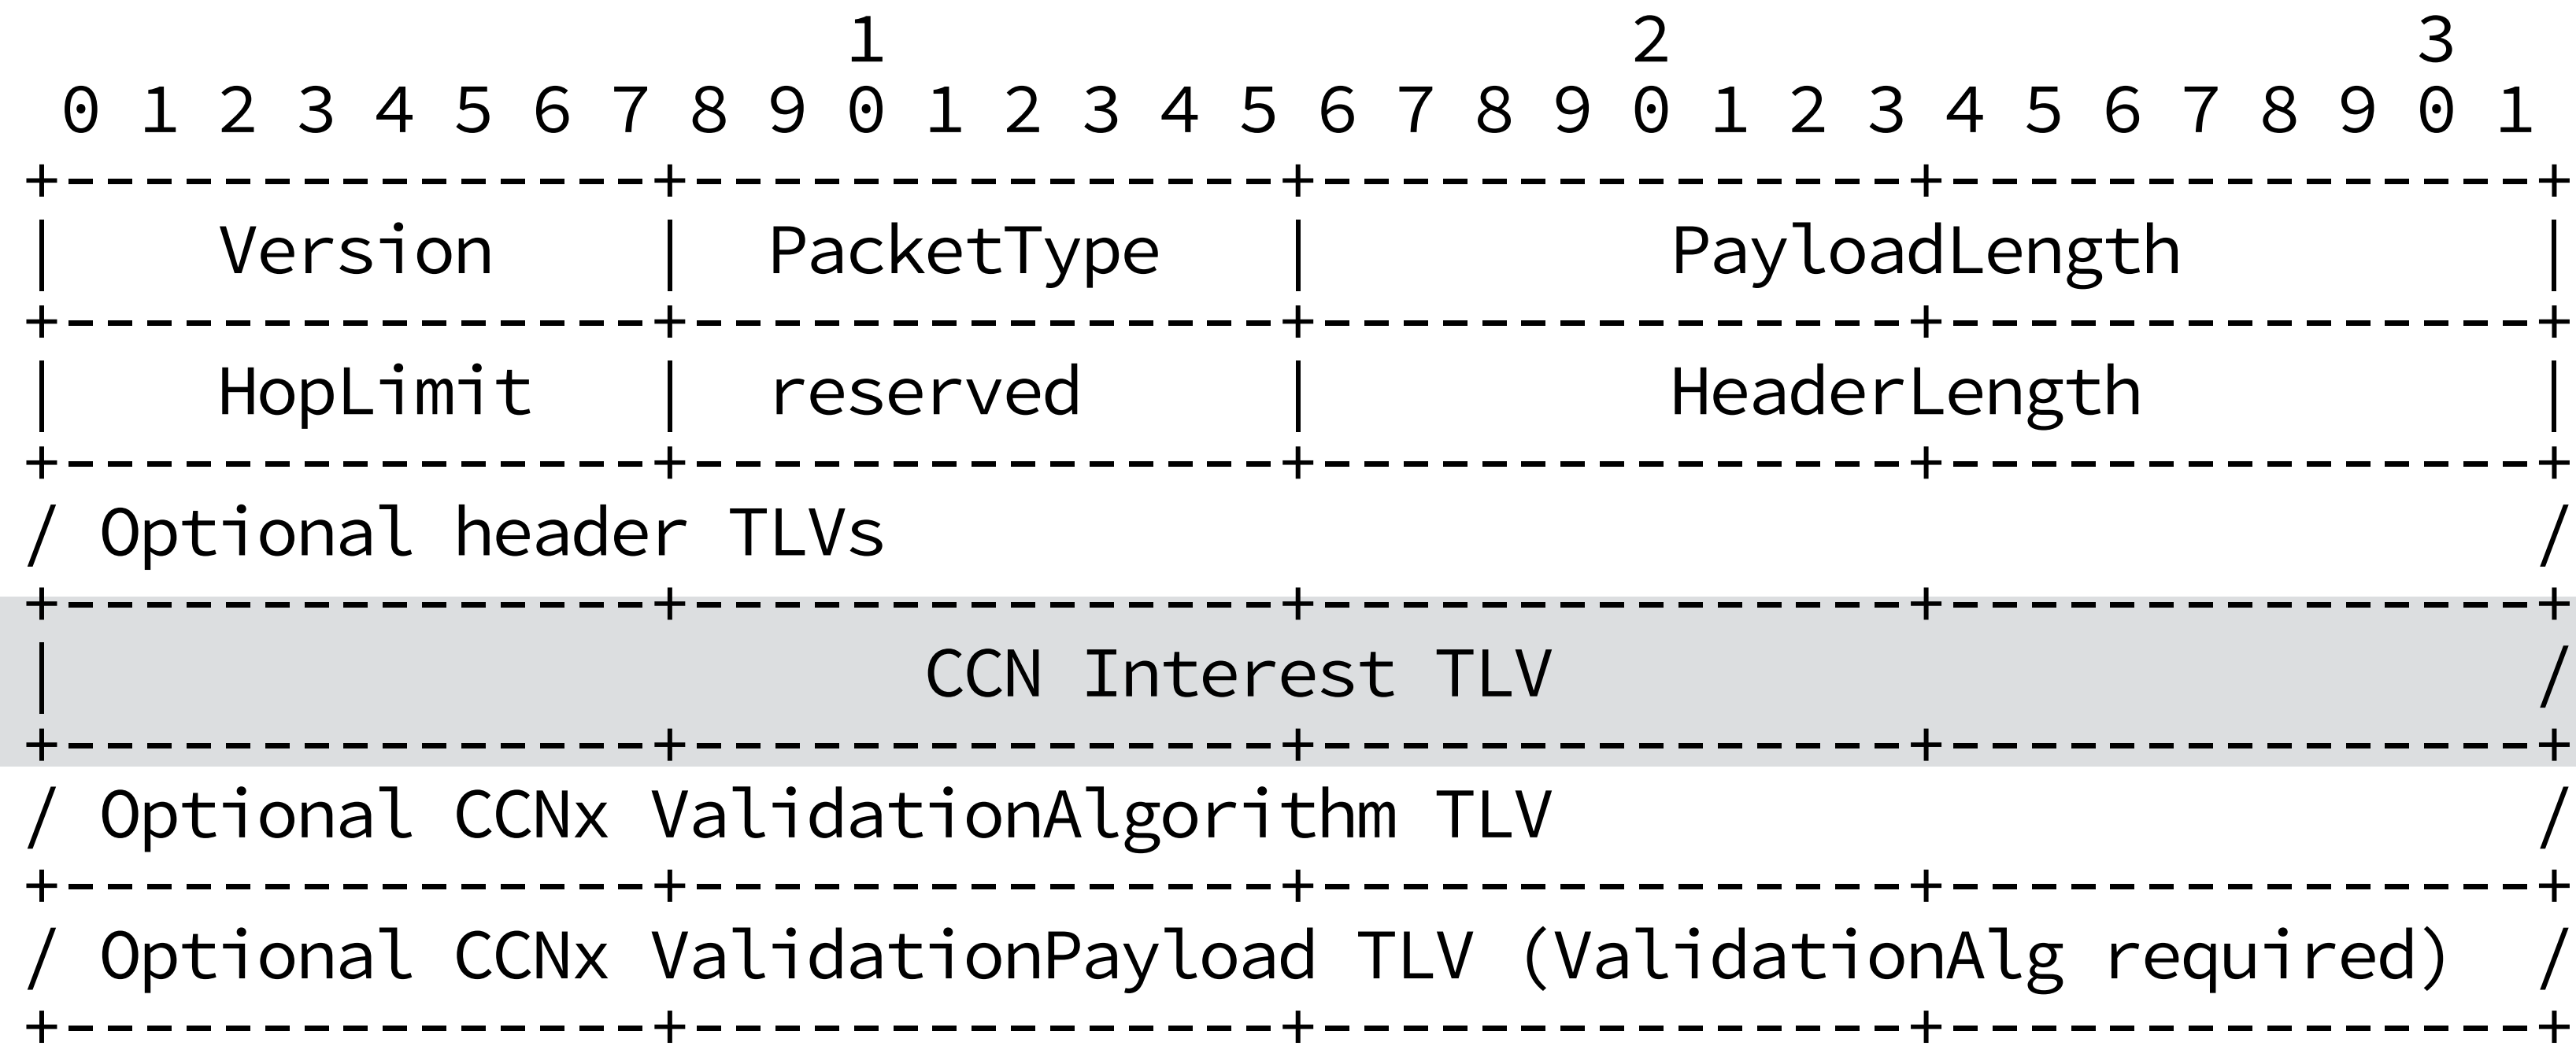 1                   2                   3
 0 1 2 3 4 5 6 7 8 9 0 1 2 3 4 5 6 7 8 9 0 1 2 3 4 5 6 7 8 9 0 1
+---------------+---------------+---------------+---------------+
|    Version    |  PacketType   |         PayloadLength         |
+---------------+---------------+---------------+---------------+
|    HopLimit   |  reserved     |         HeaderLength          |
+---------------+---------------+---------------+---------------+
/ Optional header TLVs                                          /
+---------------+---------------+---------------+---------------+
|                      CCN Interest TLV                         /
+---------------+---------------+---------------+---------------+
/ Optional CCNx ValidationAlgorithm TLV                         /
+---------------+---------------+---------------+---------------+
/ Optional CCNx ValidationPayload TLV (ValidationAlg required)  /
+---------------+---------------+---------------+---------------+